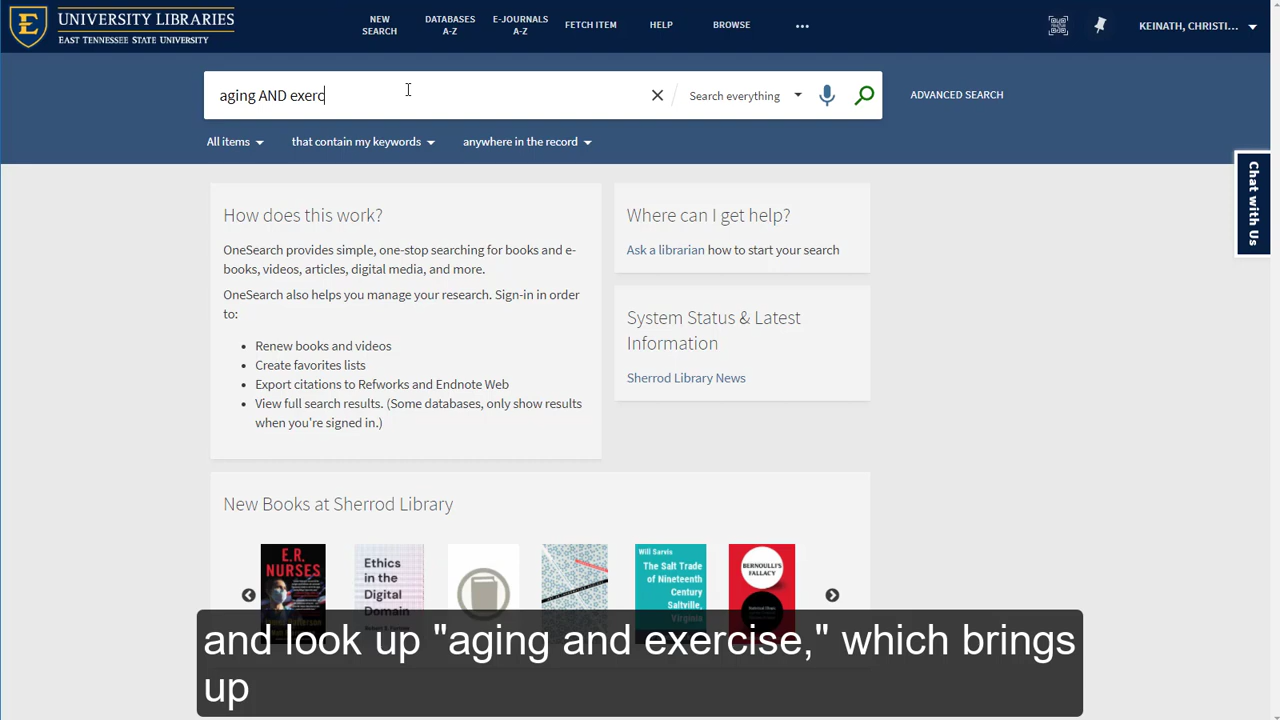 UNIVERSITY LIBRARIES
EAST TENNESSEE STATE UNIVERSITY
NEW SEARCH
DATABASES A-Z
E-JOURNALS A-Z
FETCH ITEM
HELP
BROWSE
KEINATH, CHRISTI...
aging AND exerc
Search everything
ADVANCED SEARCH
All items
that contain my keywords
anywhere in the record
Chat with Us
How does this work?
OneSearch provides simple, one-stop searching for books and e-
books, videos, articles, digital media, and more.
OneSearch also helps you manage your research. Sign-in in order
to:
• Renew books and videos
• Create favorites lists
• Export citations to Refworks and Endnote Web
• View full search results. (Some databases, only show results
when you're signed in.)
Where can I get help?
Ask a librarian how to start your search
System Status & Latest
Information
Sherrod Library News
New Books at Sherrod Library
E.R.
NURSES
Ethics
in the
Digital
Domain
Will Sarvis
The Salt Trade
of Nineteenth
Century
Saltville,
Virginia
BERNOULLI'S
FALLACY
and look up "aging and exercise," which brings
up